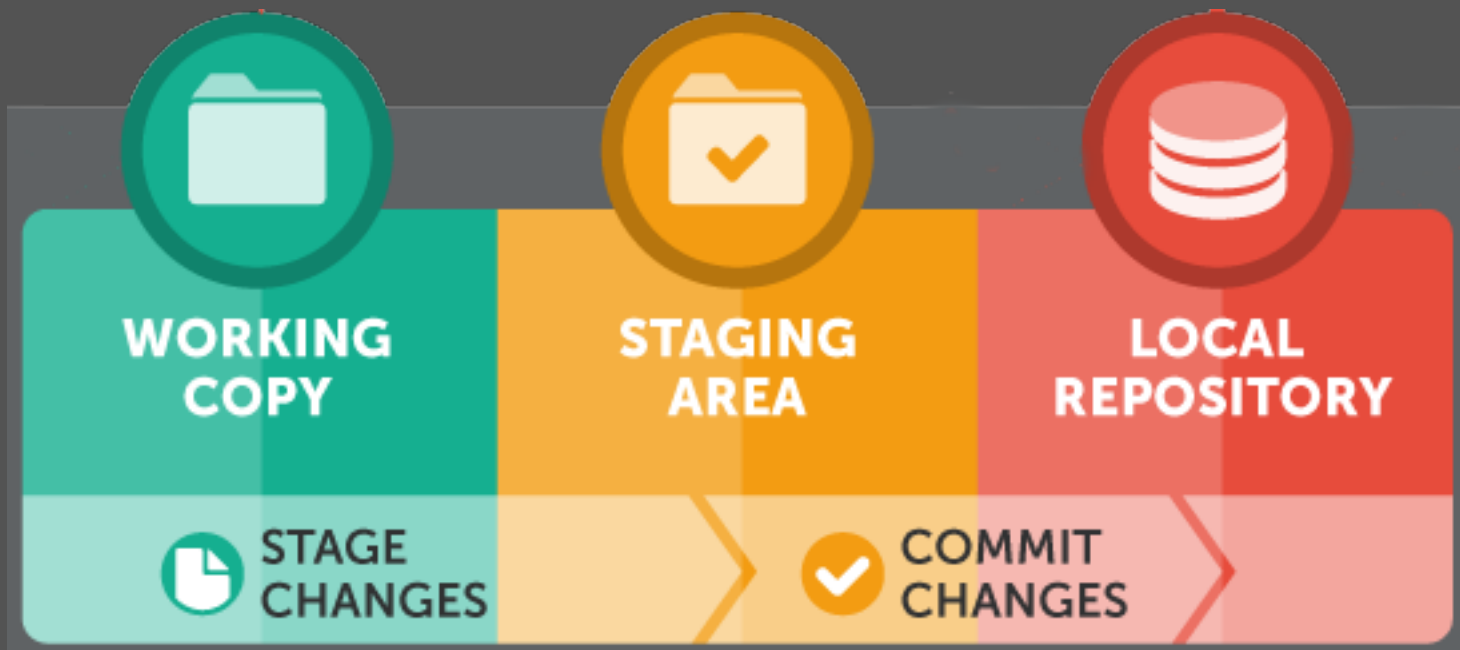 WORKING
COPY
STAGING
AREA
LOCAL
REPOSITORY
STAGE
CHANGES
COMMIT
CHANGES